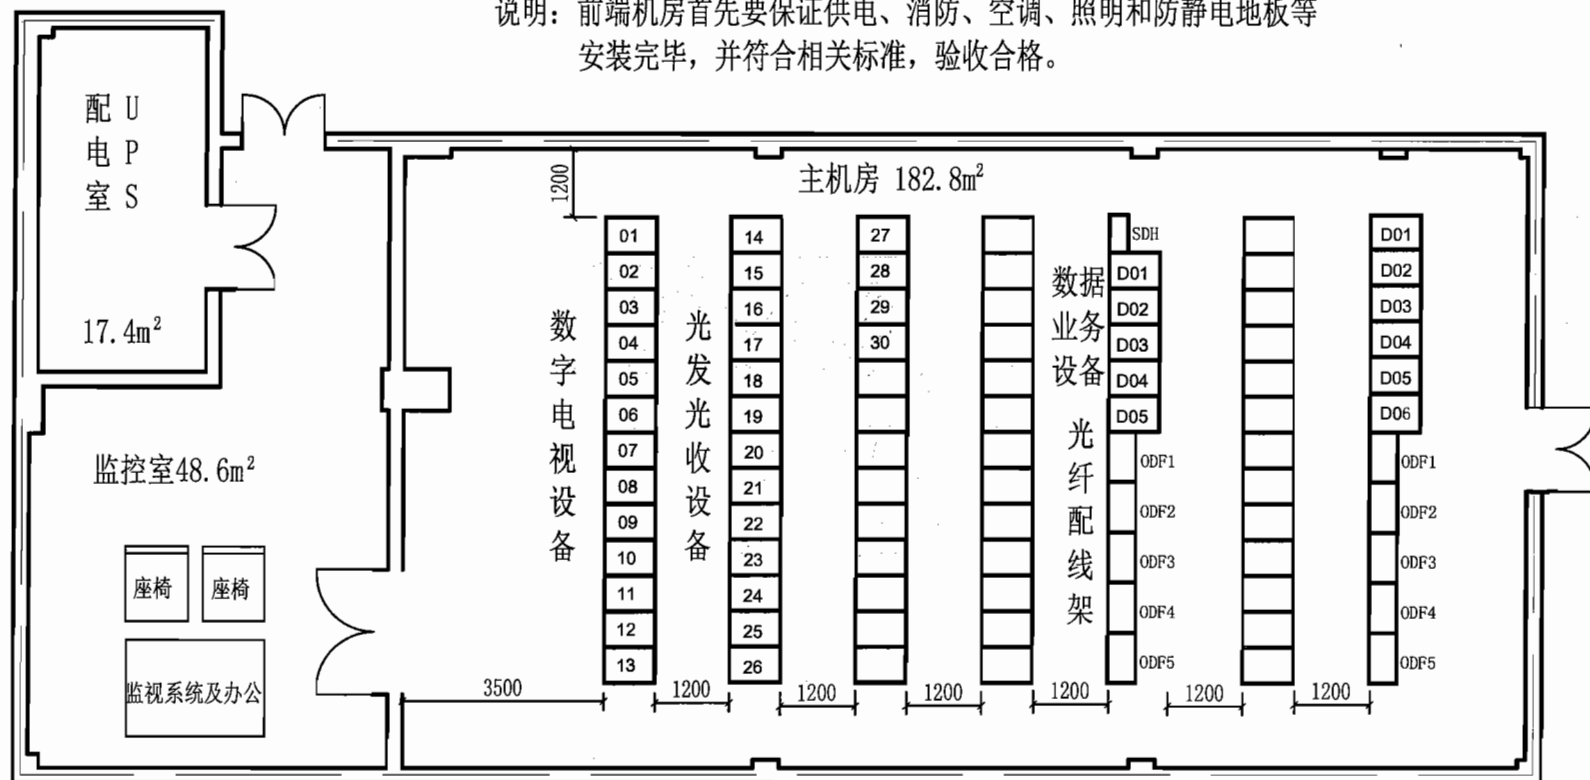 说明：前端机房首先要保证供电、消防、空调、照明和防静电地板等
安装完毕，并符合相关标准，验收合格。
配电室
UPS
17.4m²
监控室48.6m²
座椅
座椅
监视系统及办公
主机房 182.8m²
1200
数字电视设备
01
02
03
04
05
06
07
08
09
10
11
12
13
光发光收设备
14
15
16
17
18
19
20
21
22
23
24
25
26
27
28
29
30
数据
业务
设备
光纤配线架
SDH
D01
D02
D03
D04
D05
ODF1
ODF2
ODF3
ODF4
ODF5
D01
D02
D03
D04
D05
D06
ODF1
ODF2
ODF3
ODF4
ODF5
3500
1200
1200
1200
1200
1200
1200